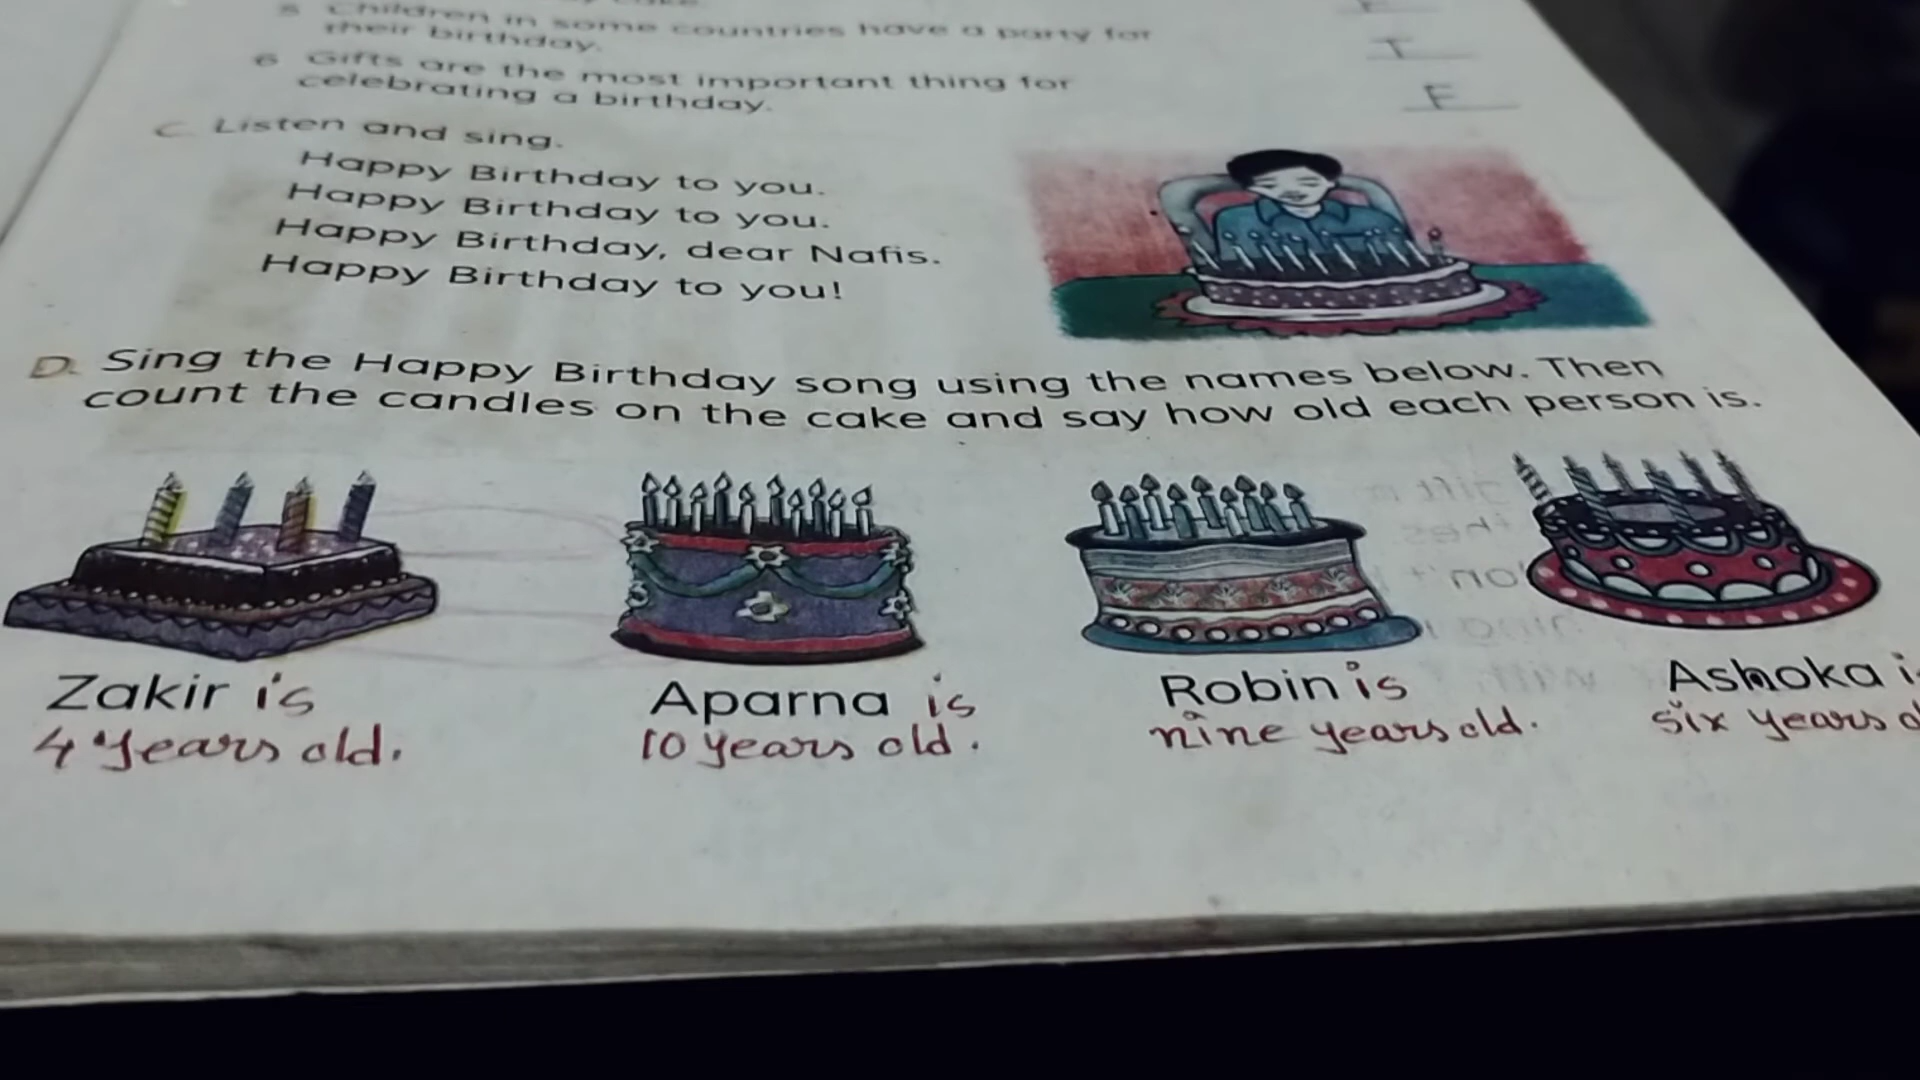 5 Children in some countries have a party for
their birthday.
T
6 Gifts are the most important thing for
celebrating a birthday.
F
C. Listen and sing.
Happy Birthday to you.
Happy Birthday to you.
Happy Birthday, dear Nafis.
Happy Birthday to you!
D. Sing the Happy Birthday song using the names below. Then
count the candles on the cake and say how old each person is.
Zakir is
4 years old.
Aparna is
10 years old.
Robin is
nine years old.
Ashoka i
six years o